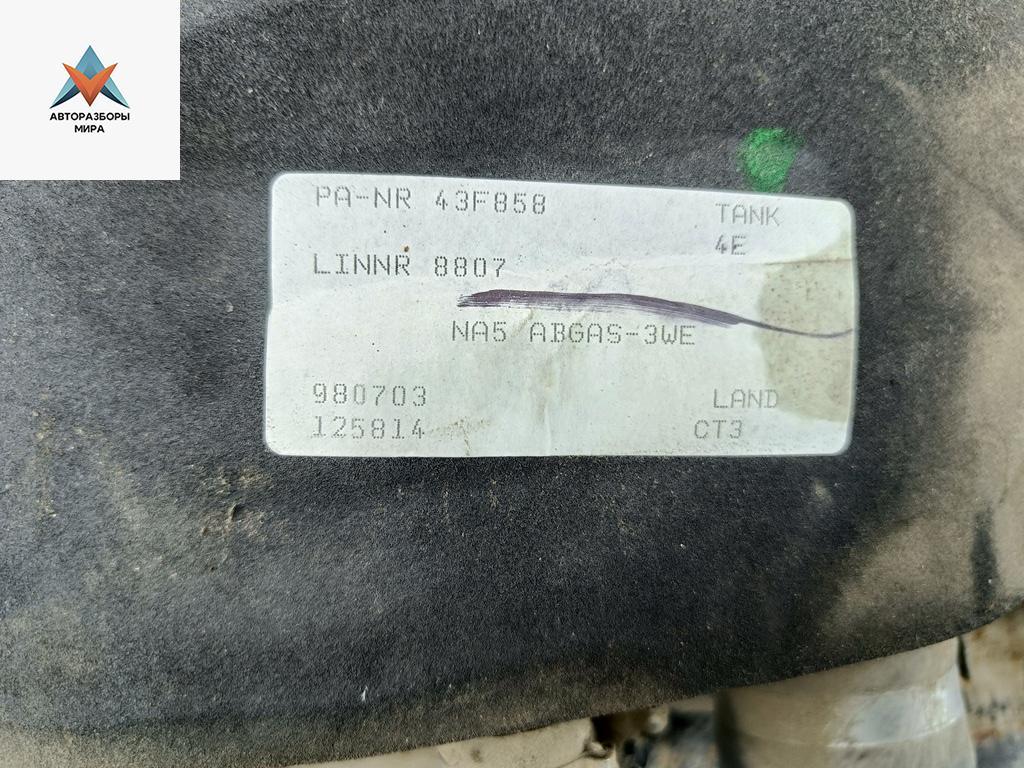 АВТОРАЗБОРЫ
МИРА
PA-NR 43F858
TANK
4E
LINNR 8807
NA5 ABGAS-3WE
980703
LAND
125814
CT3